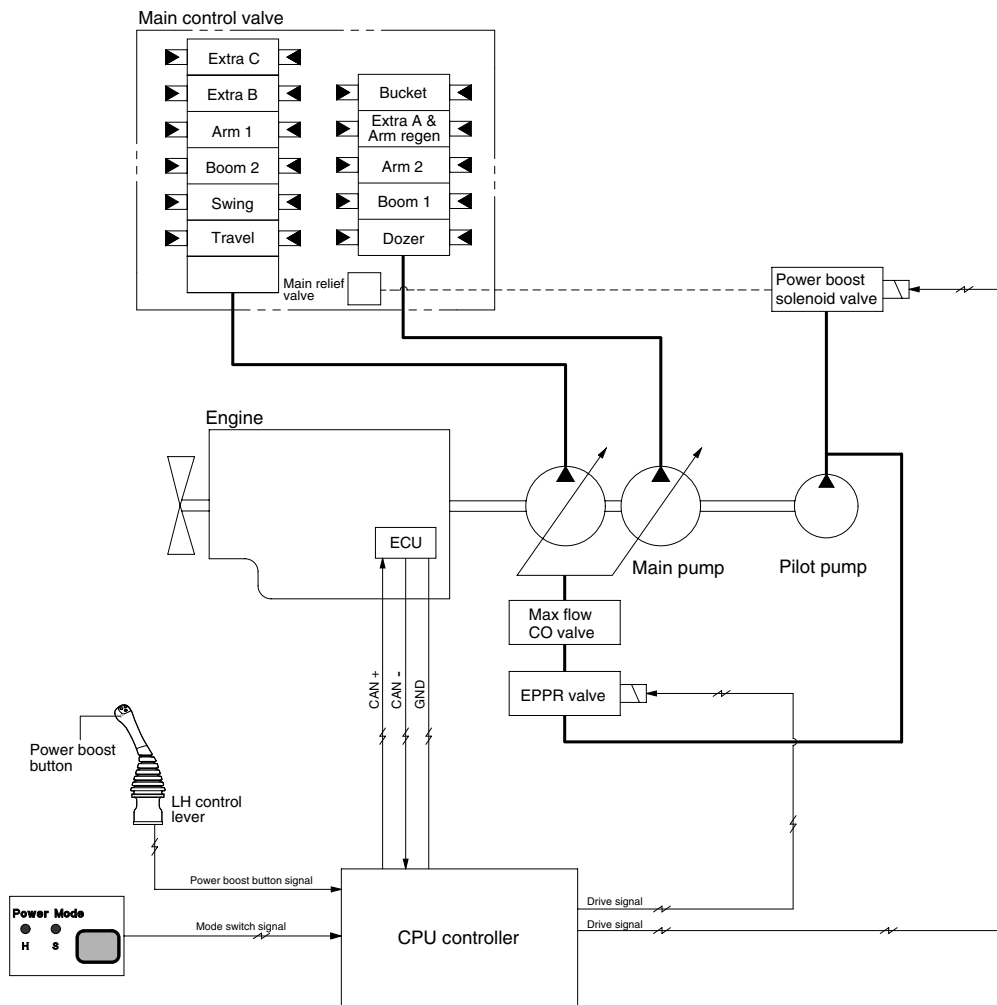 Main control valve
Extra C
Extra B
Arm 1
Boom 2
Swing
Travel
Bucket
Extra A &
Arm regen
Arm 2
Boom 1
Dozer
Main relief
valve
Power boost
solenoid valve
Engine
ECU
Main pump
Pilot pump
Max flow
CO valve
EPPR valve
CAN +
CAN -
GND
Power boost
button
LH control
lever
Power boost button signal
Mode switch signal
Power Mode
H S
CPU controller
Drive signal
Drive signal